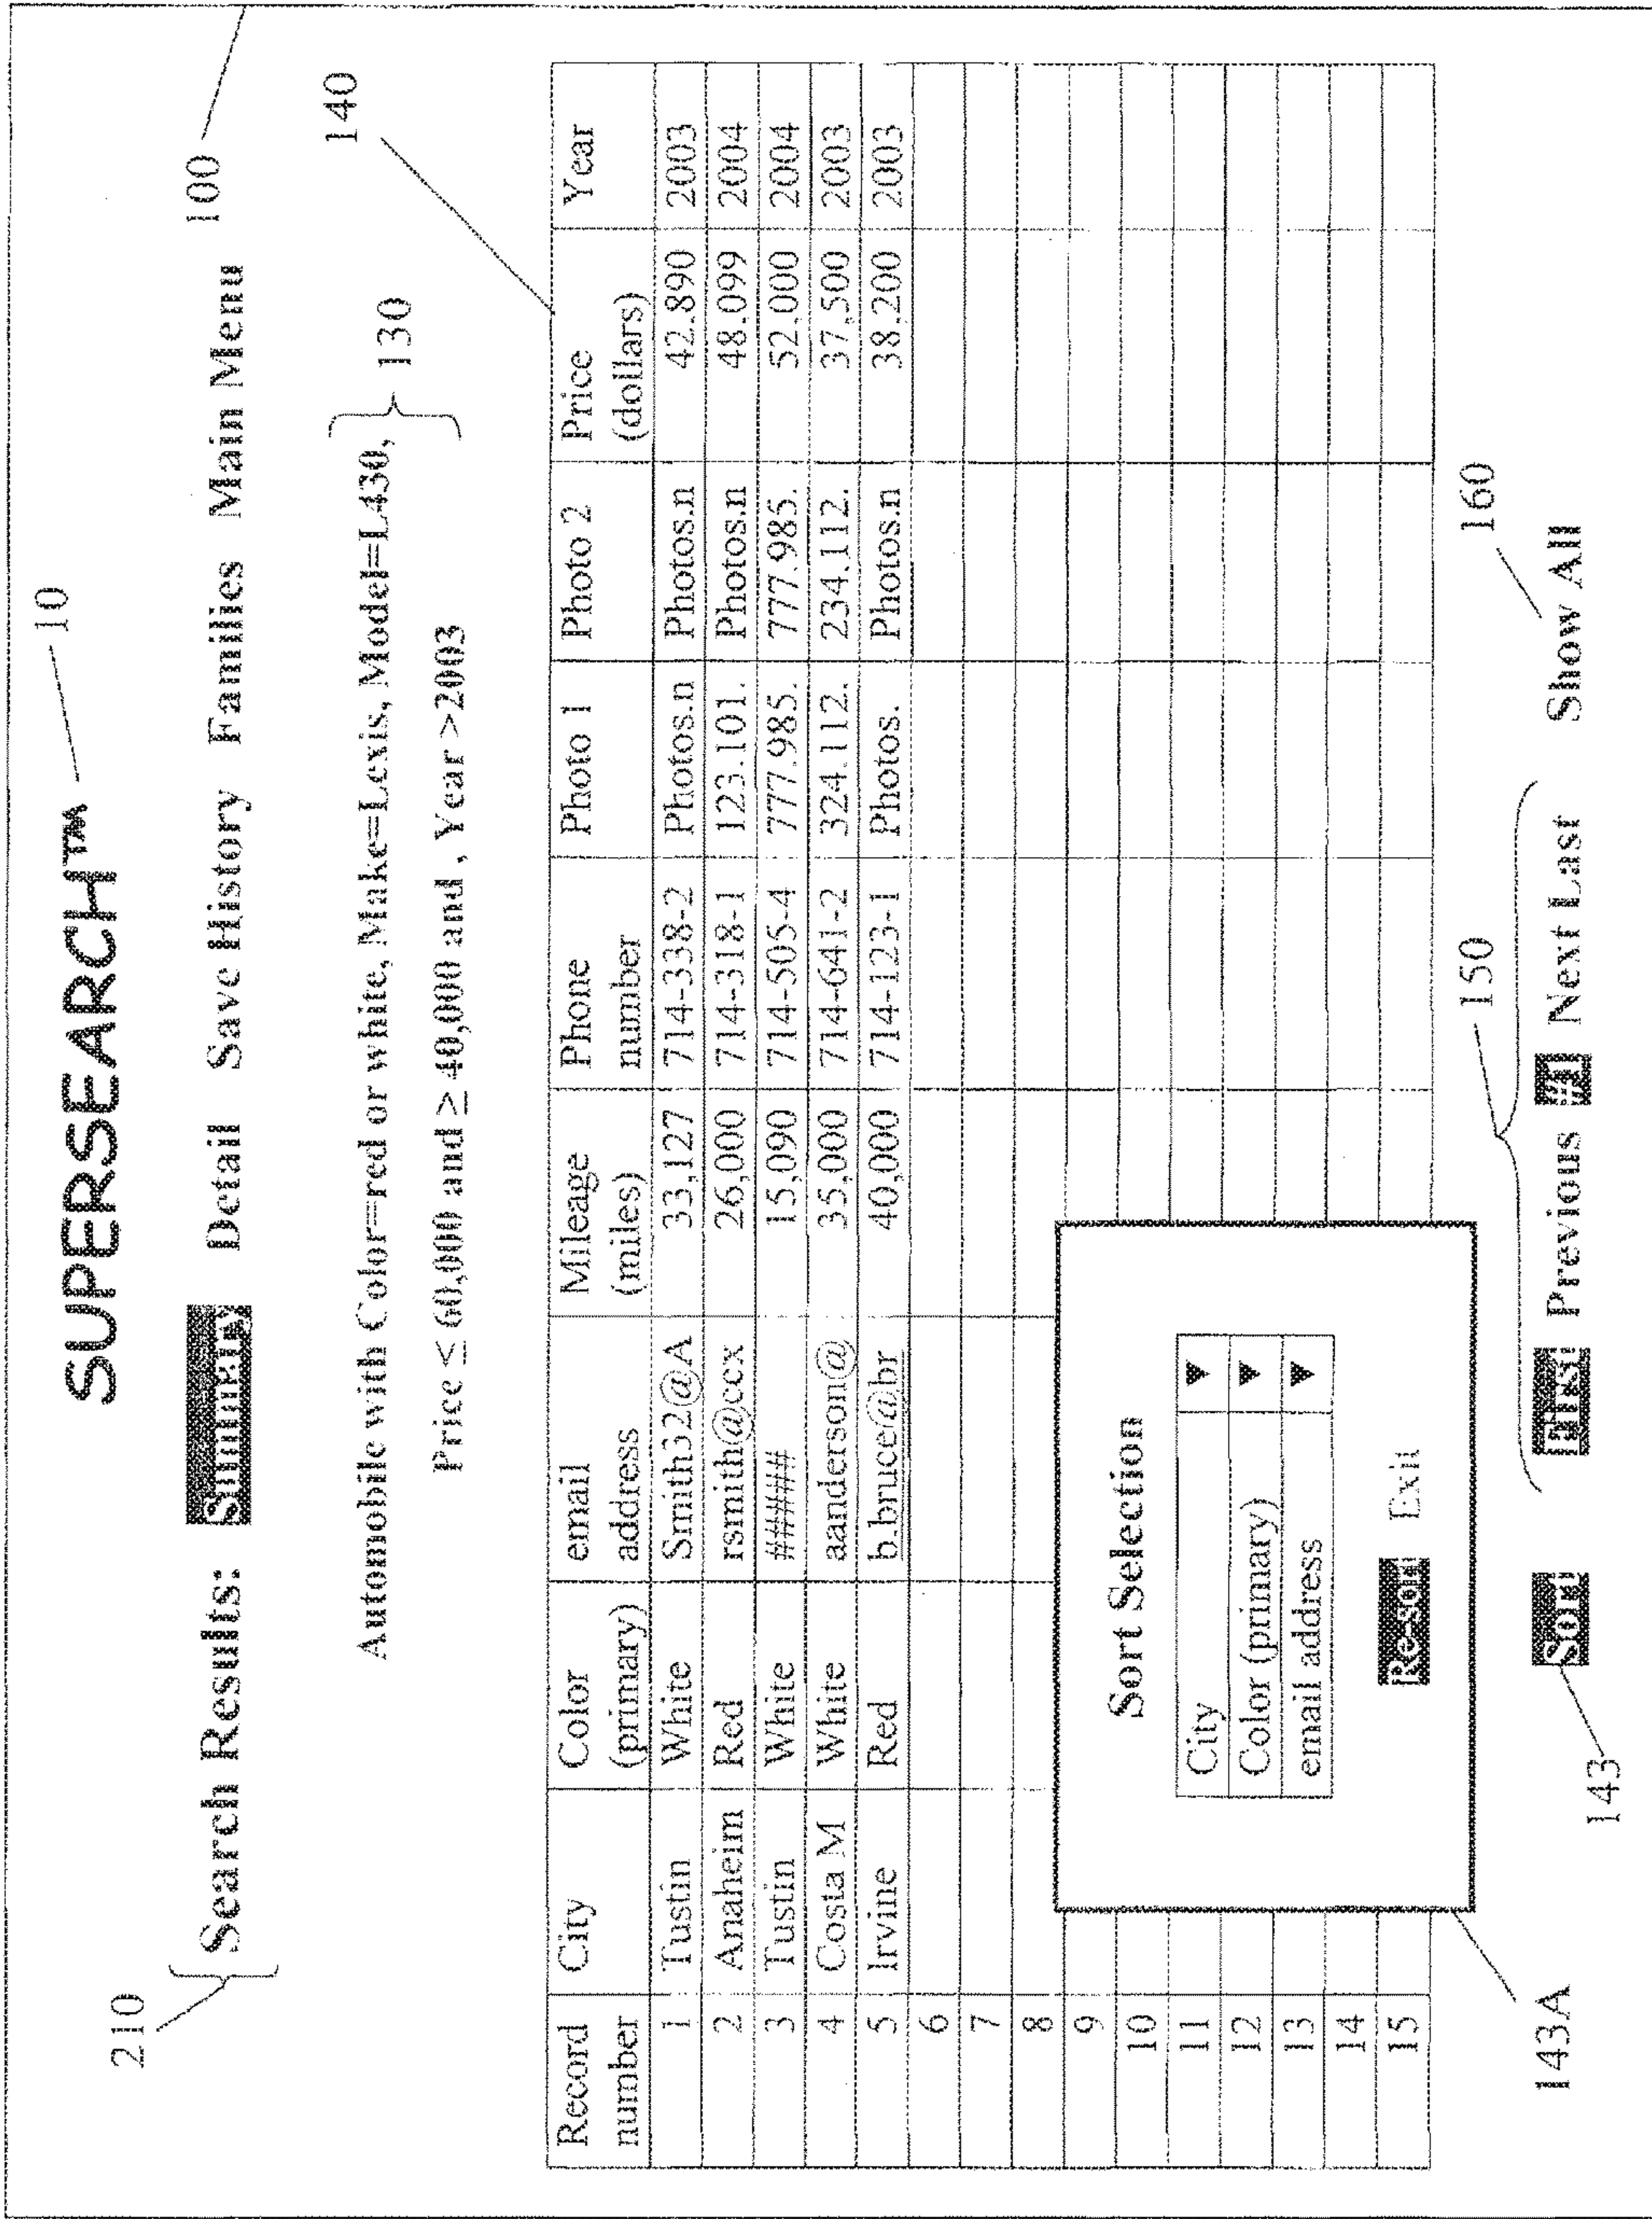 SUPERSEARCH™ 10
210 Search Results: Summary Detail Save History Families Main Menu 100
Automobile with Color=red or white, Make=Lexis, Model=L430, 130
Price ≤ 60,000 and ≥ 40,000 and , Year >2003
140
Record number City Color (primary) email address Mileage (miles) Phone number Photo 1 Photo 2 Price (dollars) Year
1 Tustin White Smith32@A 33,127 714-338-2 Photos.n Photos.n 42.890 2003
2 Anaheim Red rsmith@ccx 26,000 714-318-1 123.101. Photos.n 48.099 2004
3 Tustin White ##### 15,090 714-505-4 777.985. 777.985. 52.000 2004
4 Costa M White aanderson@ 35,000 714-641-2 324.112. 234.112. 37,500 2003
5 Irvine Red b.bruce@br 40,000 714-123-1 Photos. Photos.n 38.200 2003
6
7
8
9
10
11
12
13
14
15
Sort Selection
City
Color (primary)
email address
Re-sort Exit
143A
150
160
143 Sort First Previous #1 Next Last Show All